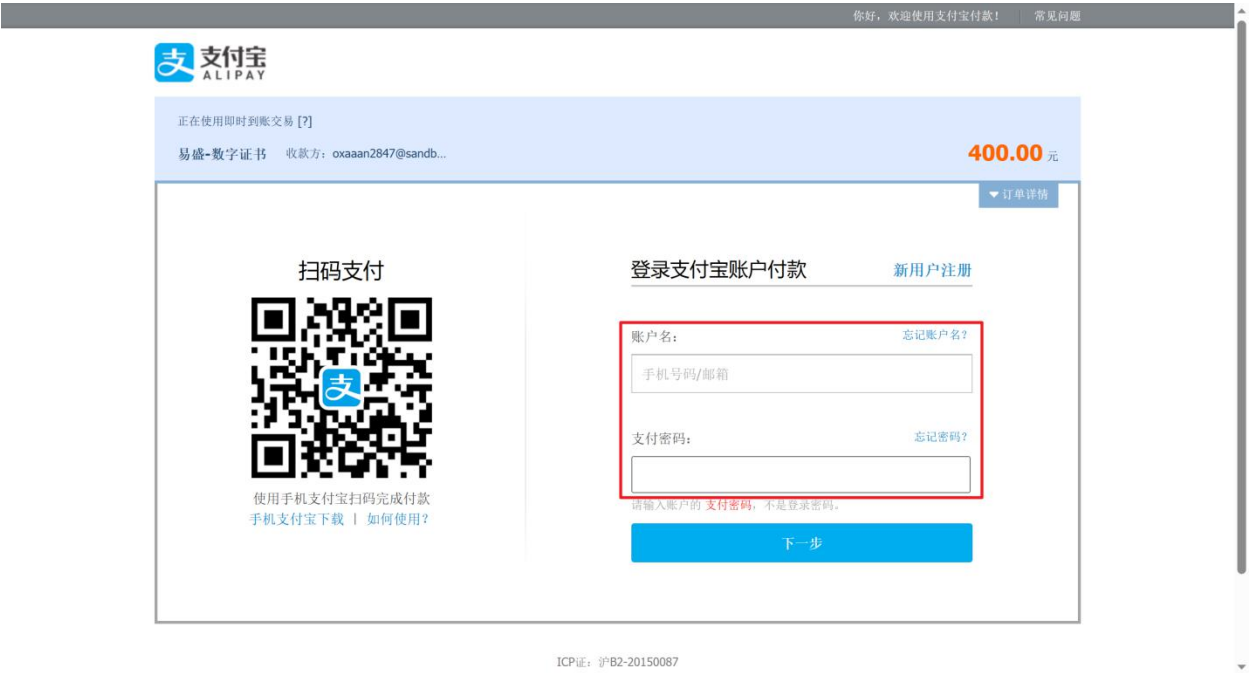 你好，欢迎使用支付宝付款！ 常见问题
支付宝
ALIPAY
正在使用即时到账交易 [?]
易盛-数字证书 收款方：oxaaan2847@sandb... 400.00 元
订单详情
扫码支付
支
使用手机支付宝扫码完成付款
手机支付宝下载 | 如何使用？
登录支付宝账户付款 新用户注册
账户名： 忘记账户名？
手机号码/邮箱
支付密码： 忘记密码？
请输入账户的 支付密码，不是登录密码。
下一步
ICP证：沪B2-20150087